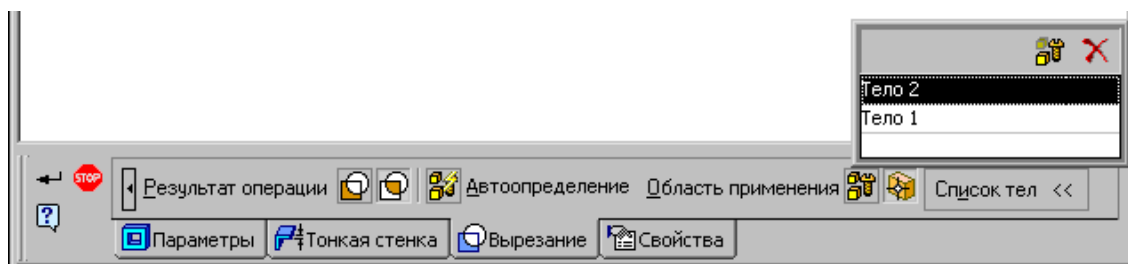 Тело 2
Тело 1
STOP Результат операции Автоопределение Область применения Список тел <<
Параметры Тонкая стенка Вырезание Свойства